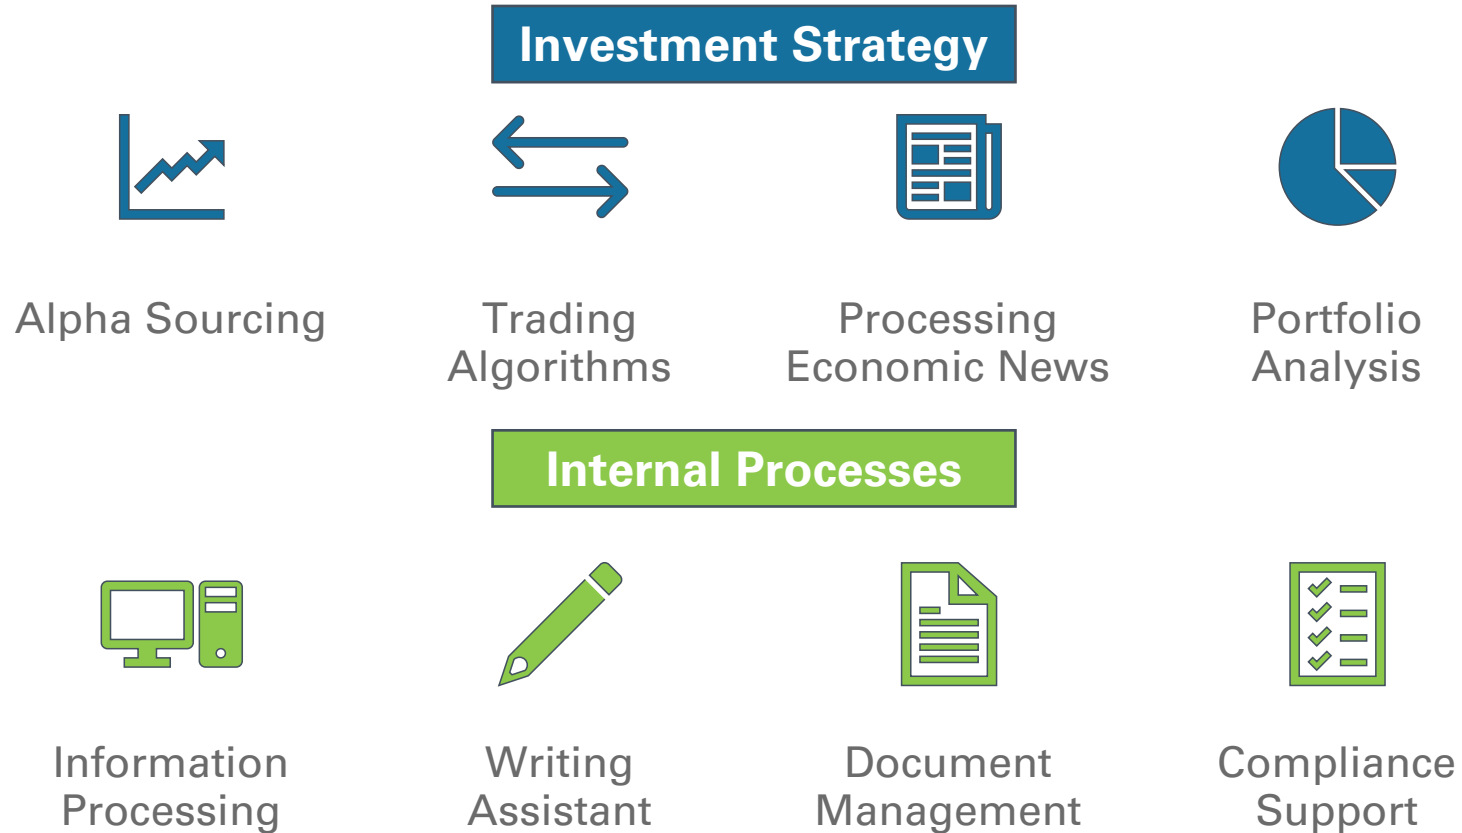 Investment Strategy
Alpha Sourcing
Trading
Algorithms
Processing
Economic News
Portfolio
Analysis
Internal Processes
Information
Processing
Writing
Assistant
Document
Management
Compliance
Support